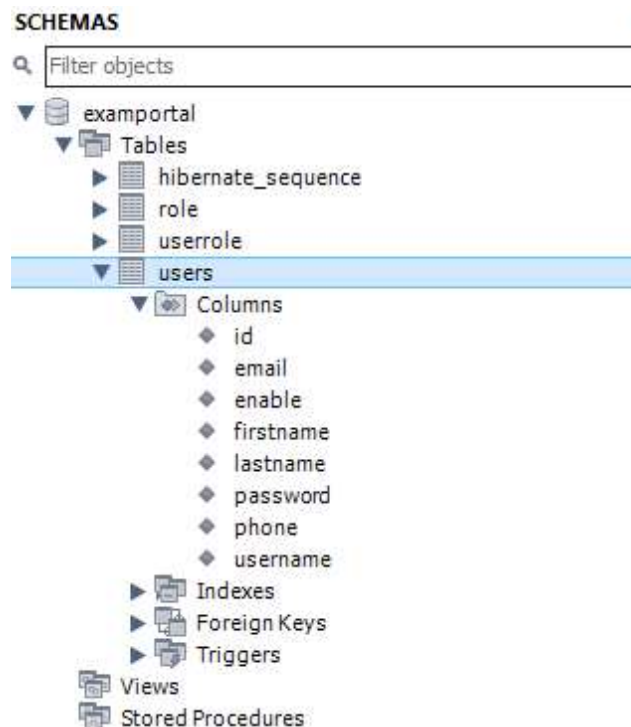 SCHEMAS
Filter objects
examportal
Tables
hibernate_sequence
role
userrole
users
Columns
id
email
enable
firstname
lastname
password
phone
username
Indexes
Foreign Keys
Triggers
Views
Stored Procedures